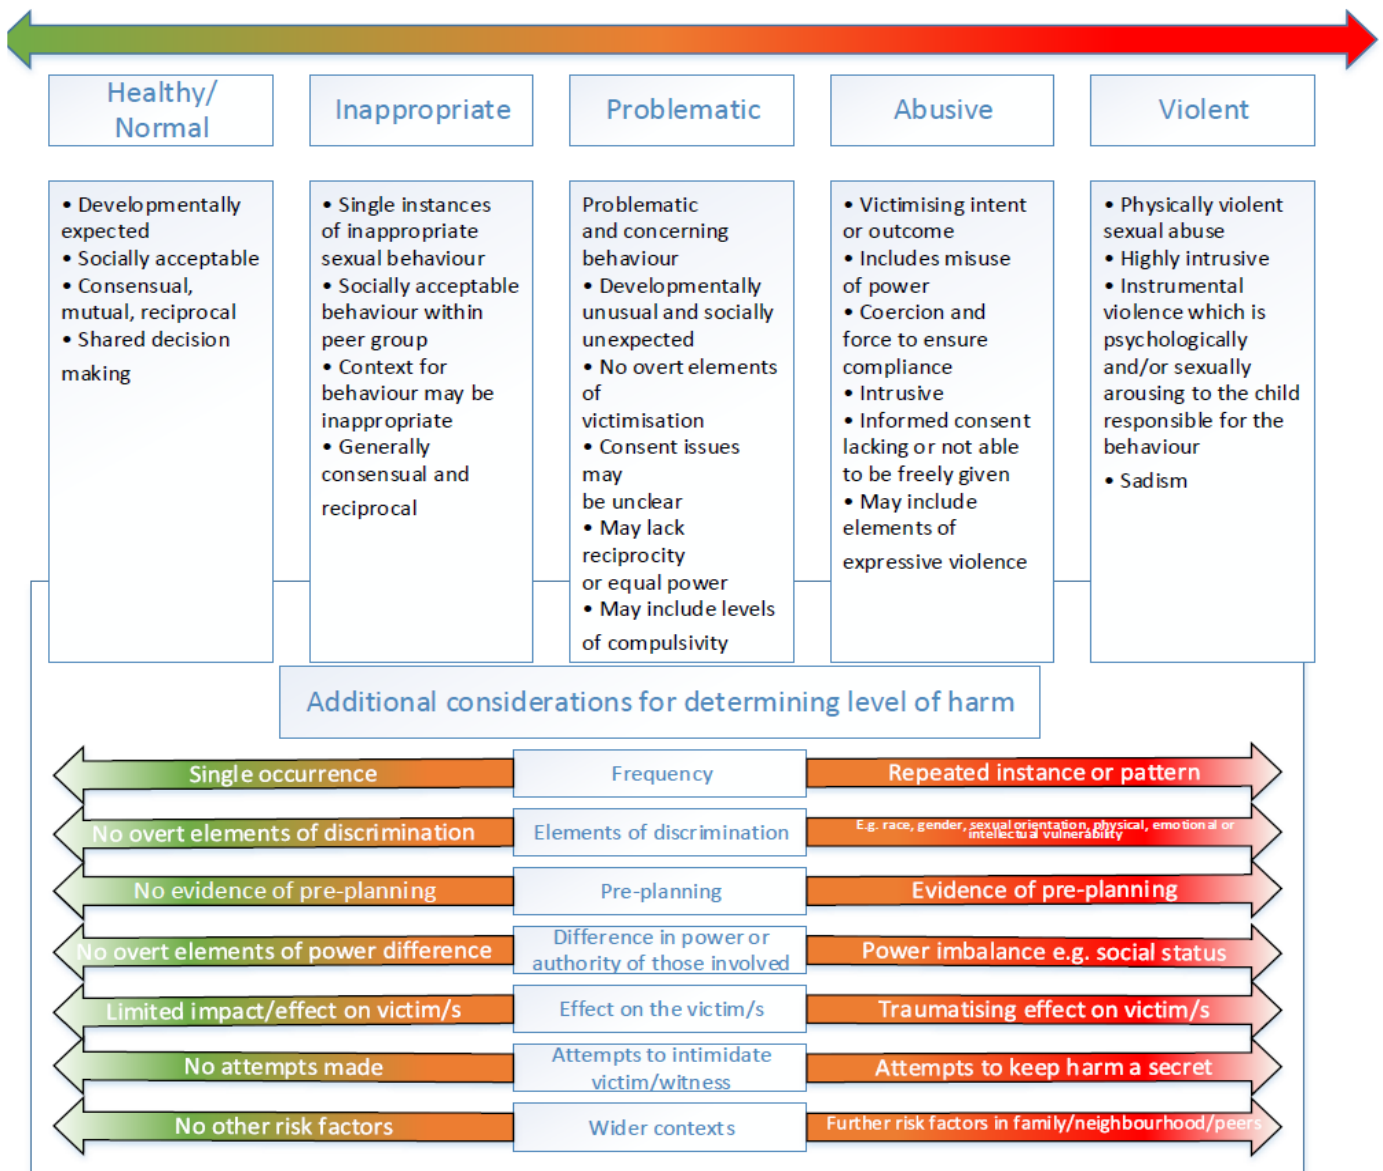 Healthy/
Normal
Inappropriate
Problematic
Abusive
Violent
• Developmentally
expected
• Socially acceptable
• Consensual,
mutual, reciprocal
• Shared decision
making
• Single instances
of inappropriate
sexual behaviour
• Socially acceptable
behaviour within
peer group
• Context for
behaviour may be
inappropriate
• Generally
consensual and
reciprocal
Problematic
and concerning
behaviour
• Developmentally
unusual and socially
unexpected
• No overt elements
of
victimisation
• Consent issues
may
be unclear
• May lack
reciprocity
or equal power
• May include levels
of compulsivity
• Victimising intent
or outcome
• Includes misuse
of power
• Coercion and
force to ensure
compliance
• Intrusive
• Informed consent
lacking or not able
to be freely given
• May include
elements of
expressive violence
• Physically violent
sexual abuse
• Highly intrusive
• Instrumental
violence which is
psychologically
and/or sexually
arousing to the child
responsible for the
behaviour
• Sadism
Additional considerations for determining level of harm
Single occurrence
Frequency
Repeated instance or pattern
No overt elements of discrimination
Elements of discrimination
E.g. race, gender, sexual orientation, physical, emotional or
intellectual vulnerability
No evidence of pre-planning
Pre-planning
Evidence of pre-planning
No overt elements of power difference
Difference in power or
authority of those involved
Power imbalance e.g. social status
Limited impact/effect on victim/s
Effect on the victim/s
Traumatising effect on victim/s
No attempts made
Attempts to intimidate
victim/witness
Attempts to keep harm a secret
No other risk factors
Wider contexts
Further risk factors in family/neighbourhood/peers